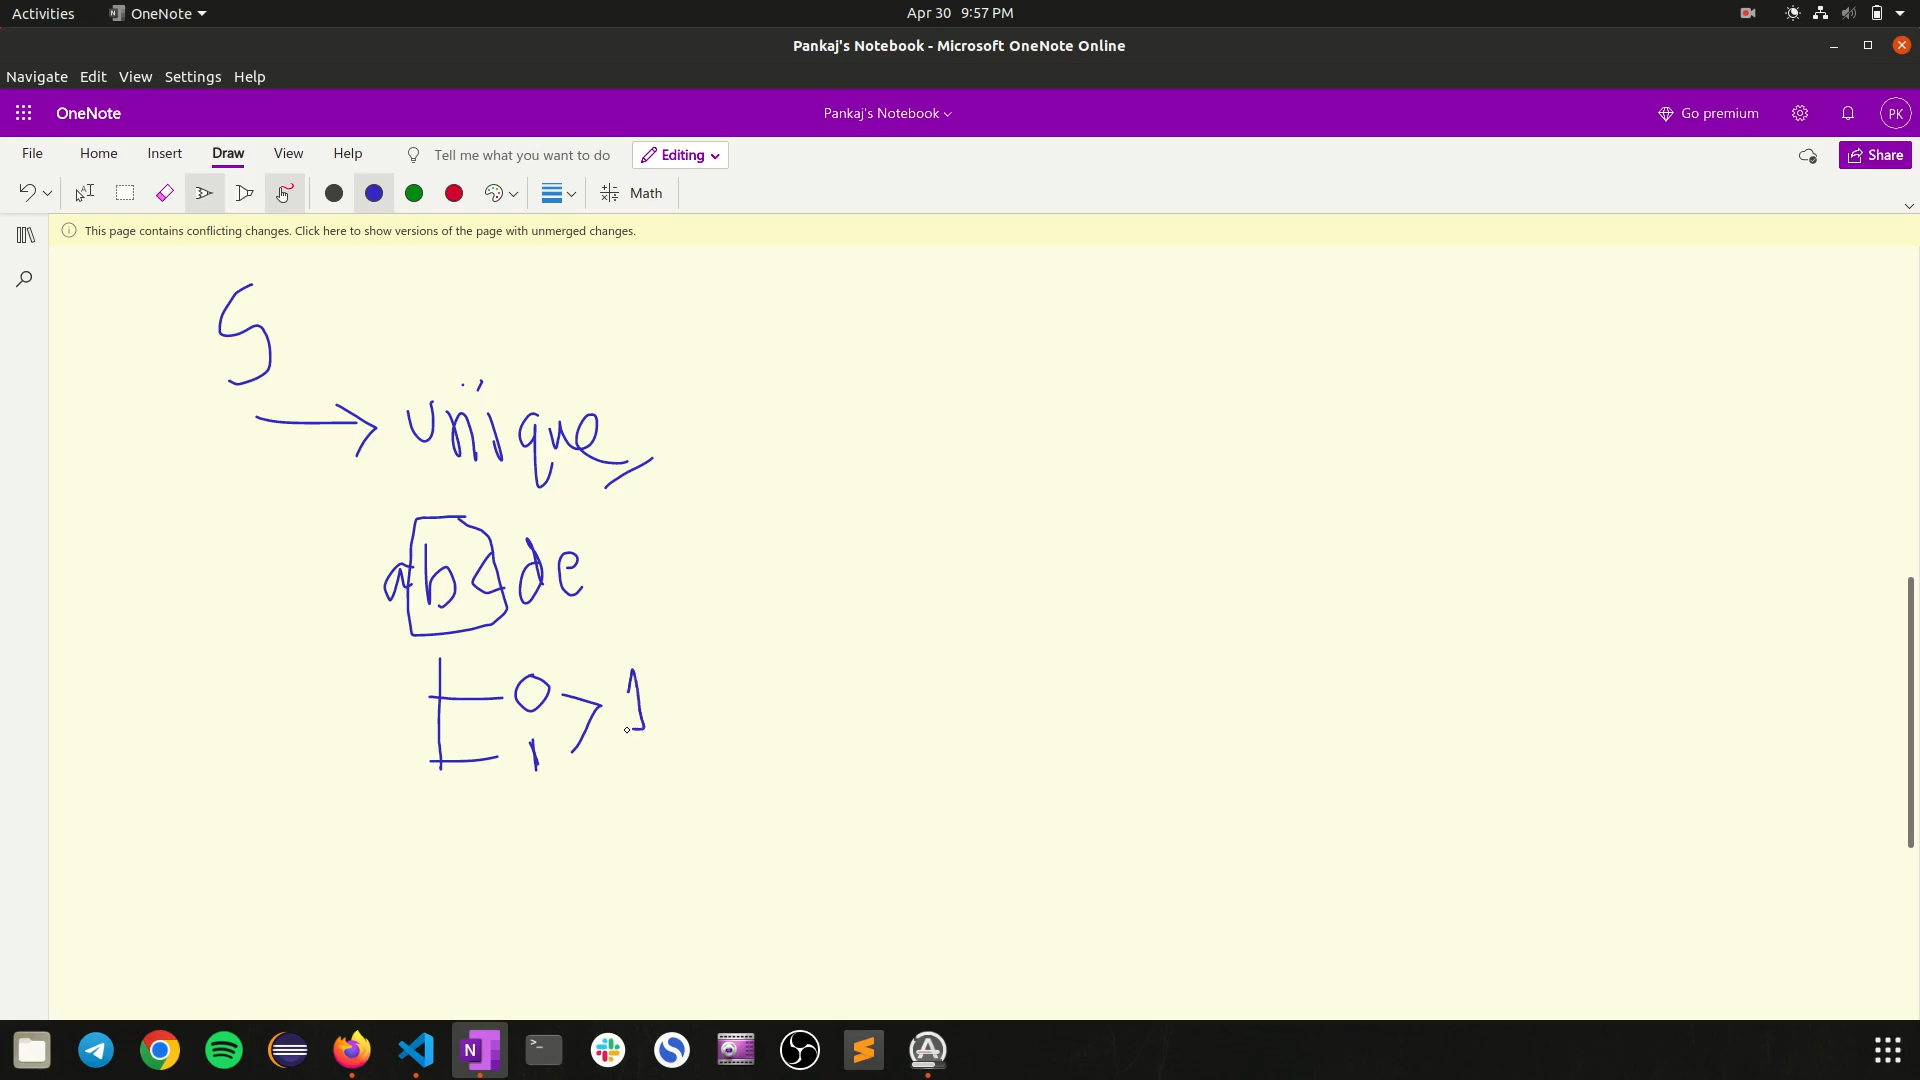 Activities OneNote Apr 30 9:57 PM
Pankaj's Notebook - Microsoft OneNote Online
Navigate Edit View Settings Help
OneNote Pankaj's Notebook Go premium PK
File Home Insert Draw View Help Tell me what you want to do Editing Share
Math
This page contains conflicting changes. Click here to show versions of the page with unmerged changes.
S
→ unique
abcde
0 > 1
1